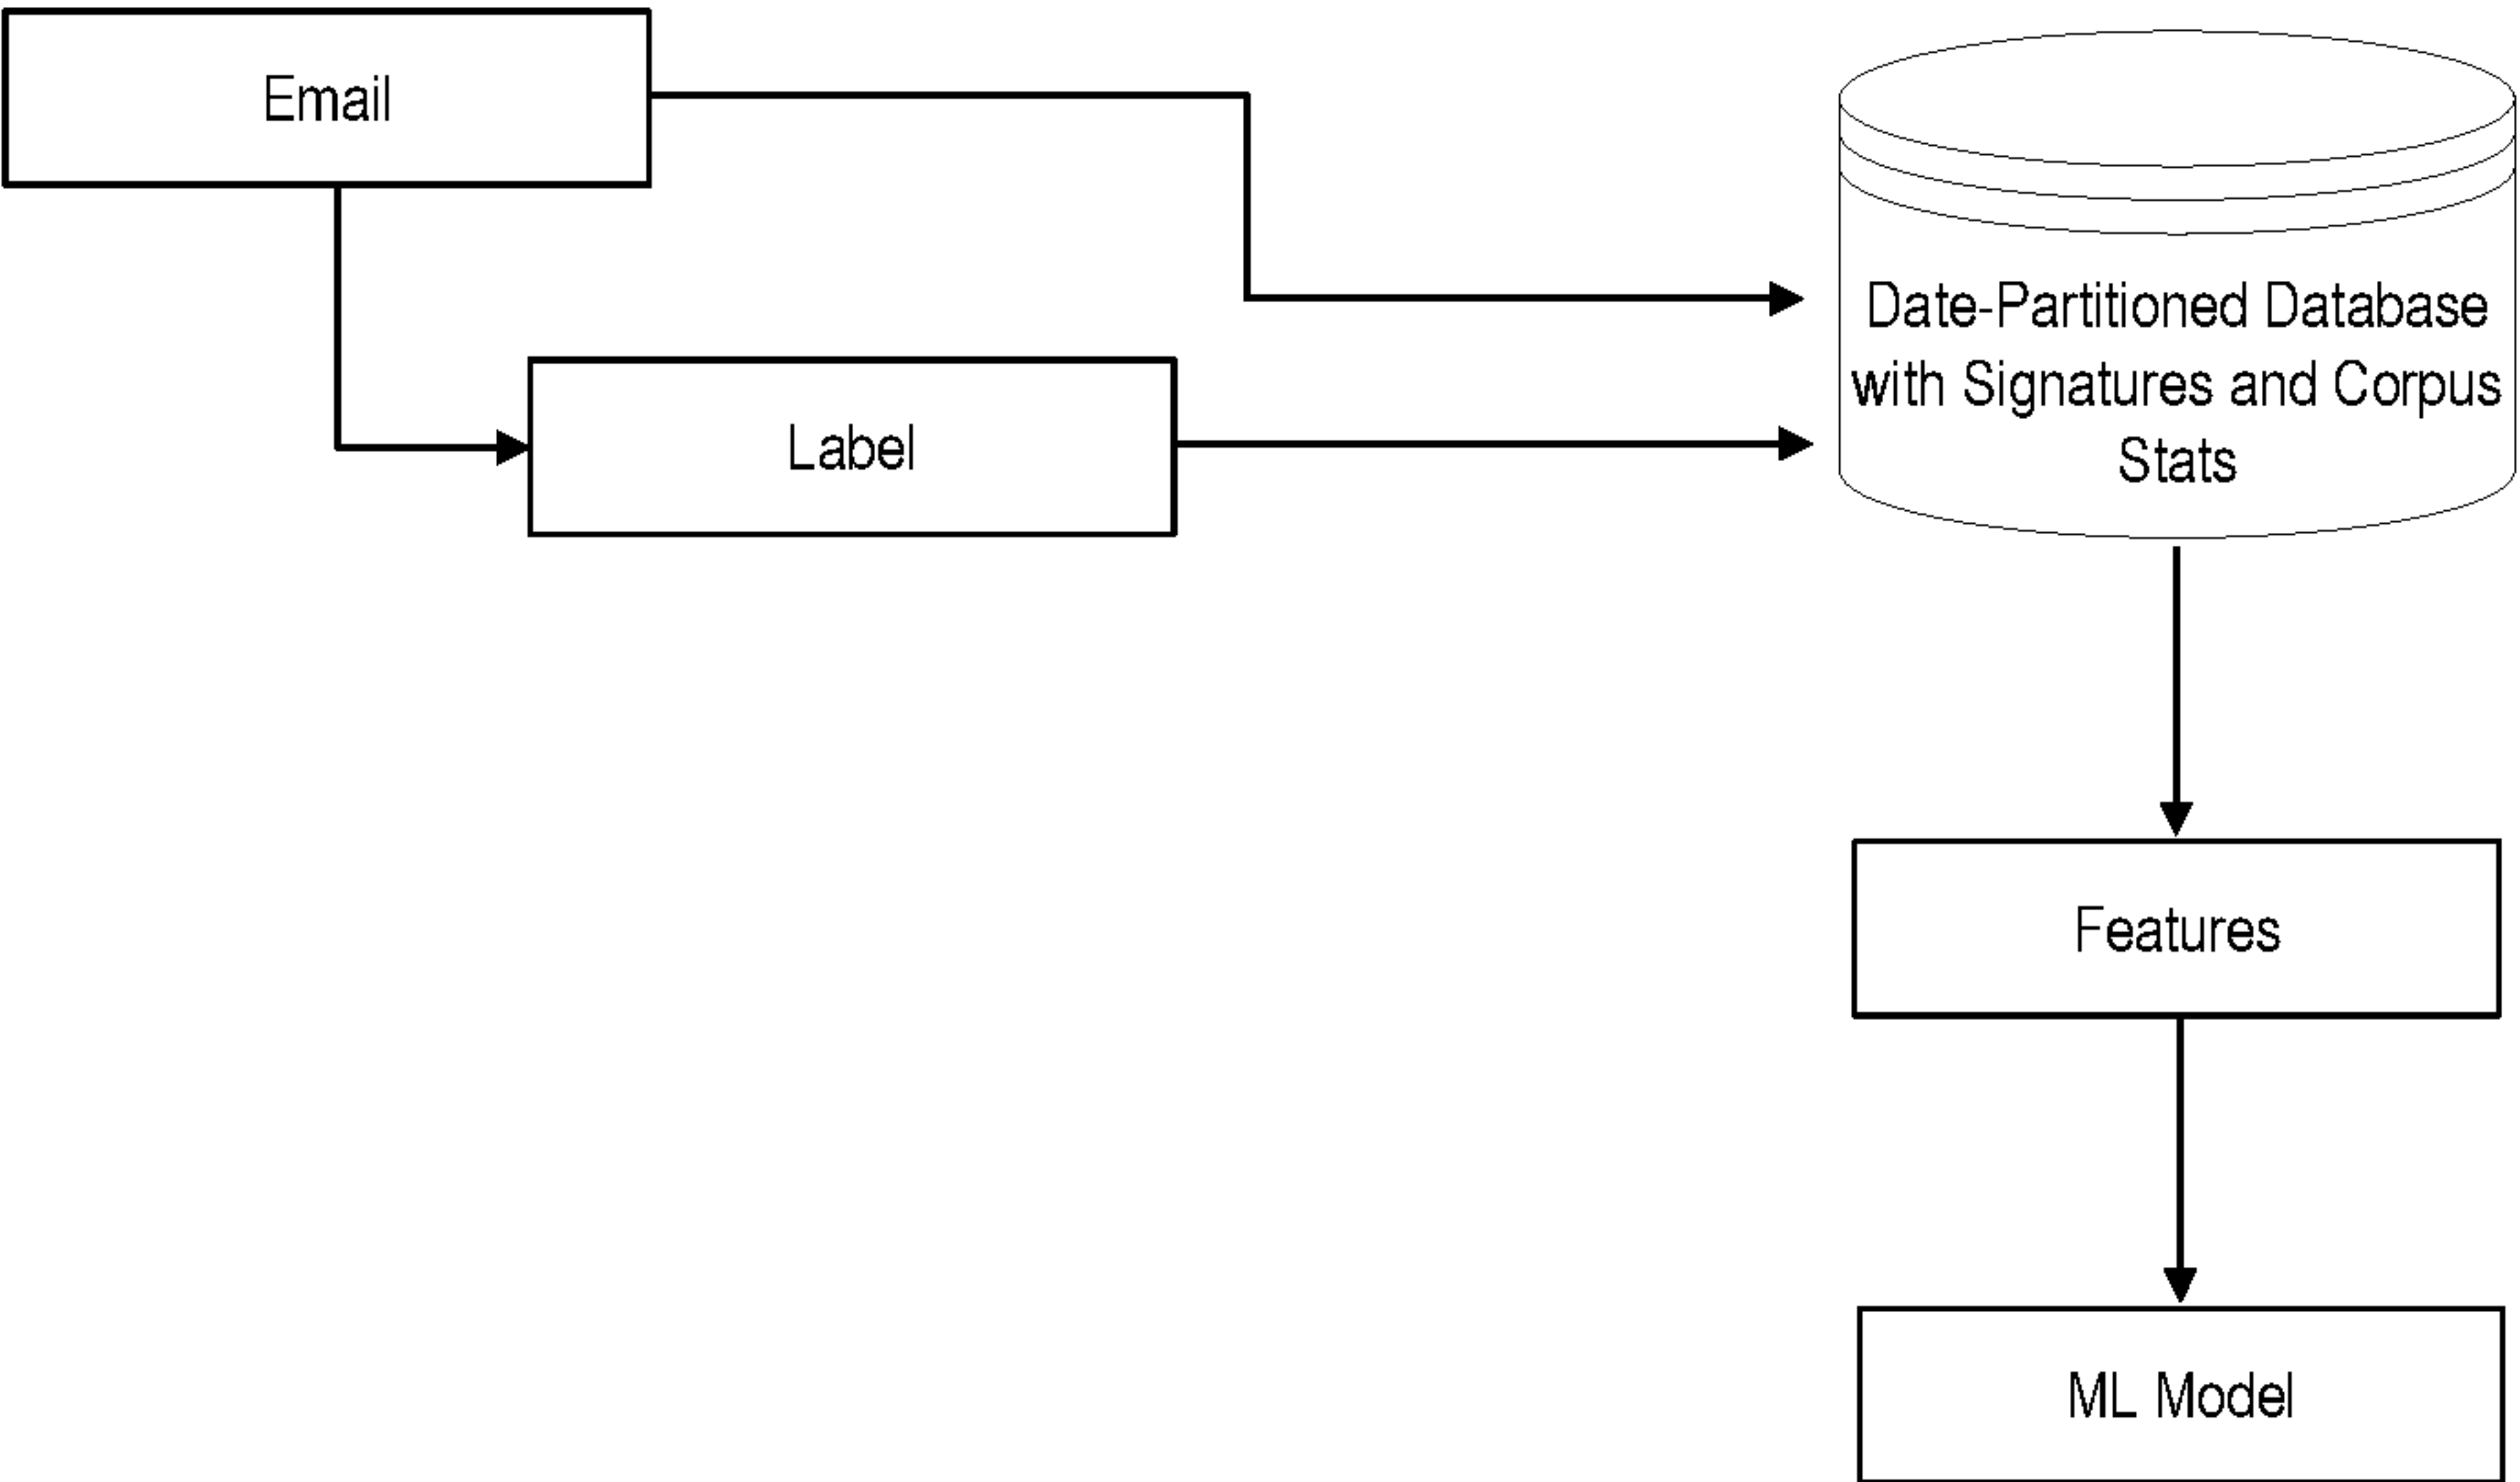 Email
Date-Partitioned Database
with Signatures and Corpus
Stats
Label
Features
ML Model